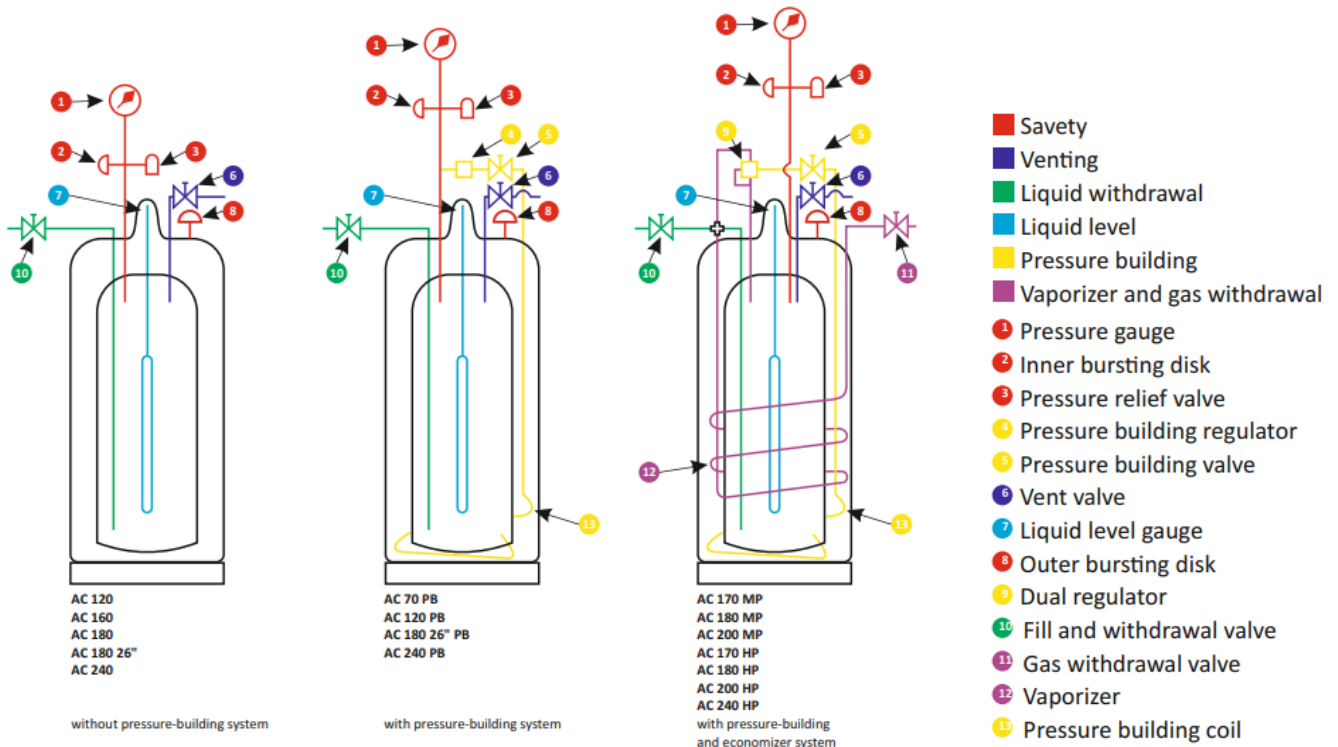 1
2
3
7
6
8
10
AC 120
AC 160
AC 180
AC 180 26"
AC 240
without pressure-building system
1
2
3
4
5
7
6
8
10
13
AC 70 PB
AC 120 PB
AC 180 26" PB
AC 240 PB
with pressure-building system
1
2
3
9
5
7
6
8
10
11
12
13
AC 170 MP
AC 180 MP
AC 200 MP
AC 170 HP
AC 180 HP
AC 200 HP
AC 240 HP
with pressure-building
and economizer system
Savety
Venting
Liquid withdrawal
Liquid level
Pressure building
Vaporizer and gas withdrawal
1 Pressure gauge
2 Inner bursting disk
3 Pressure relief valve
4 Pressure building regulator
5 Pressure building valve
6 Vent valve
7 Liquid level gauge
8 Outer bursting disk
9 Dual regulator
10 Fill and withdrawal valve
11 Gas withdrawal valve
12 Vaporizer
13 Pressure building coil